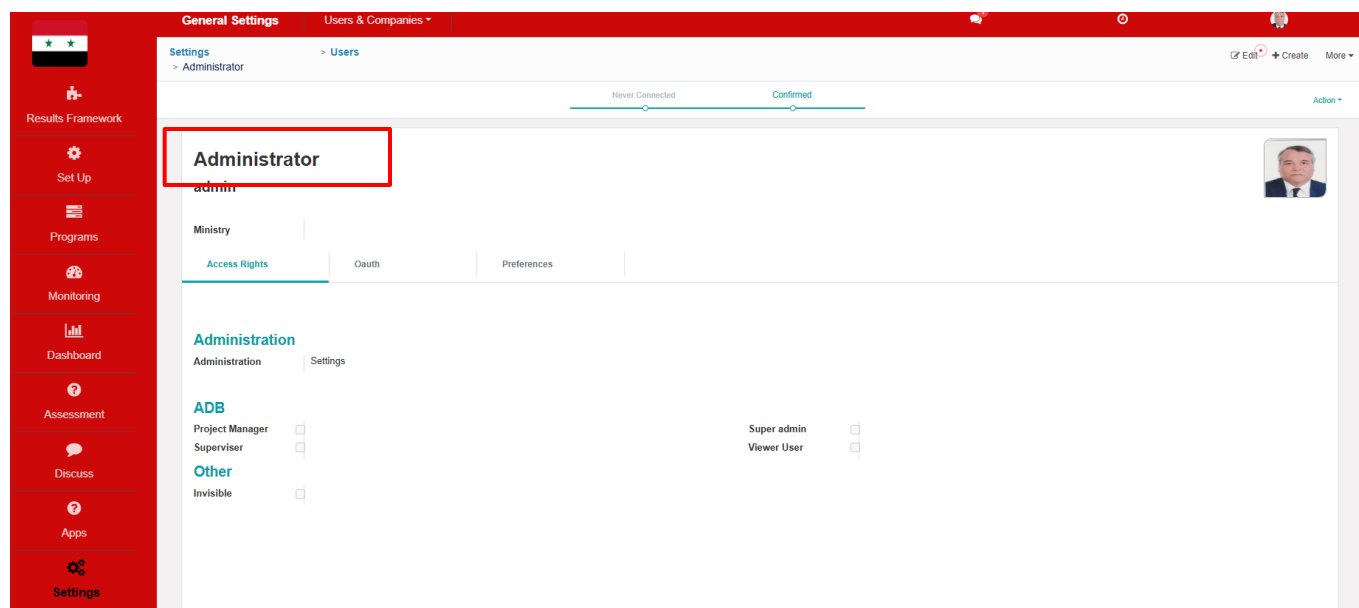 General Settings Users & Companies
Settings > Users
> Administrator
Edit Create More
Never Connected Confirmed
Action
Results Framework
Set Up
Programs
Monitoring
Dashboard
Assessment
Discuss
Apps
Settings
Administrator
admin
Ministry
Access Rights Oauth Preferences
Administration
Administration Settings
ADB
Project Manager Super admin
Superviser Viewer User
Other
Invisible